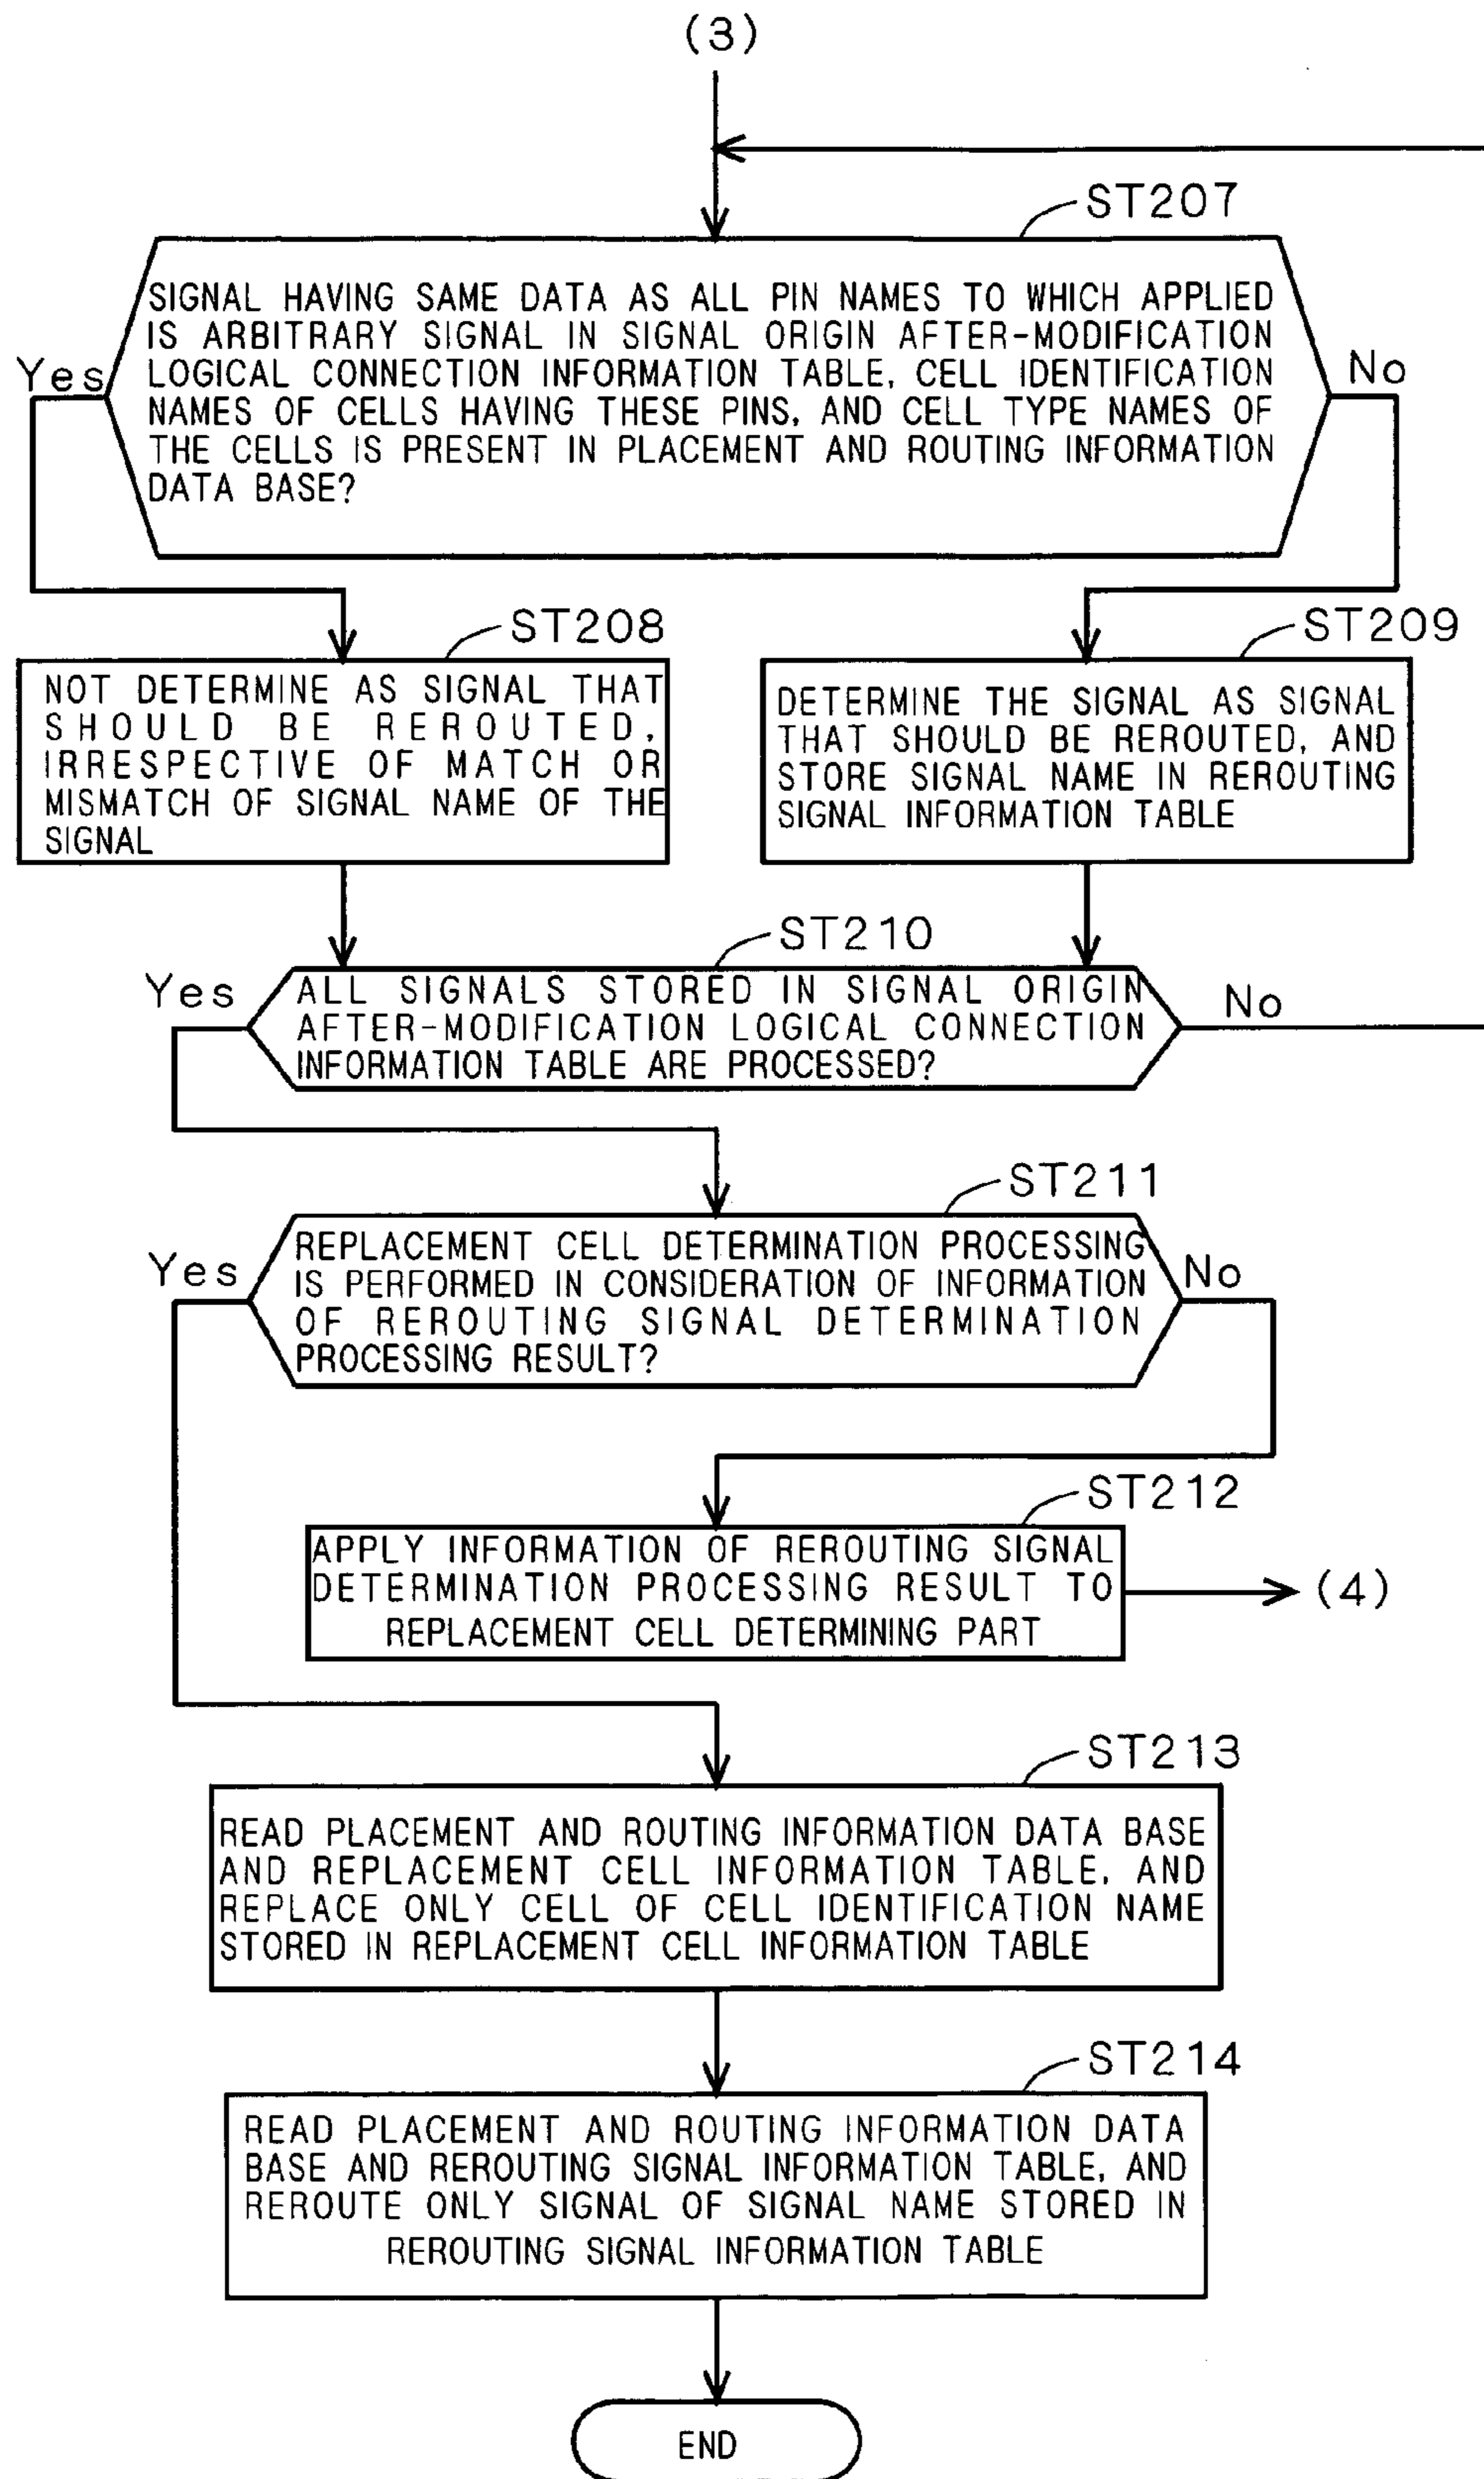 (3)
ST207
SIGNAL HAVING SAME DATA AS ALL PIN NAMES TO WHICH APPLIED
IS ARBITRARY SIGNAL IN SIGNAL ORIGIN AFTER-MODIFICATION
LOGICAL CONNECTION INFORMATION TABLE, CELL IDENTIFICATION
NAMES OF CELLS HAVING THESE PINS, AND CELL TYPE NAMES OF
THE CELLS IS PRESENT IN PLACEMENT AND ROUTING INFORMATION
DATA BASE?
Yes
No
ST208
NOT DETERMINE AS SIGNAL THAT
SHOULD BE REROUTED,
IRRESPECTIVE OF MATCH OR
MISMATCH OF SIGNAL NAME OF THE
SIGNAL
ST209
DETERMINE THE SIGNAL AS SIGNAL
THAT SHOULD BE REROUTED, AND
STORE SIGNAL NAME IN REROUTING
SIGNAL INFORMATION TABLE
ST210
Yes
ALL SIGNALS STORED IN SIGNAL ORIGIN
AFTER-MODIFICATION LOGICAL CONNECTION
INFORMATION TABLE ARE PROCESSED?
No
ST211
Yes
REPLACEMENT CELL DETERMINATION PROCESSING
IS PERFORMED IN CONSIDERATION OF INFORMATION
OF REROUTING SIGNAL DETERMINATION
PROCESSING RESULT?
No
ST212
APPLY INFORMATION OF REROUTING SIGNAL
DETERMINATION PROCESSING RESULT TO
REPLACEMENT CELL DETERMINING PART
(4)
ST213
READ PLACEMENT AND ROUTING INFORMATION DATA BASE
AND REPLACEMENT CELL INFORMATION TABLE, AND
REPLACE ONLY CELL OF CELL IDENTIFICATION NAME
STORED IN REPLACEMENT CELL INFORMATION TABLE
ST214
READ PLACEMENT AND ROUTING INFORMATION DATA
BASE AND REROUTING SIGNAL INFORMATION TABLE, AND
REROUTE ONLY SIGNAL OF SIGNAL NAME STORED IN
REROUTING SIGNAL INFORMATION TABLE
END